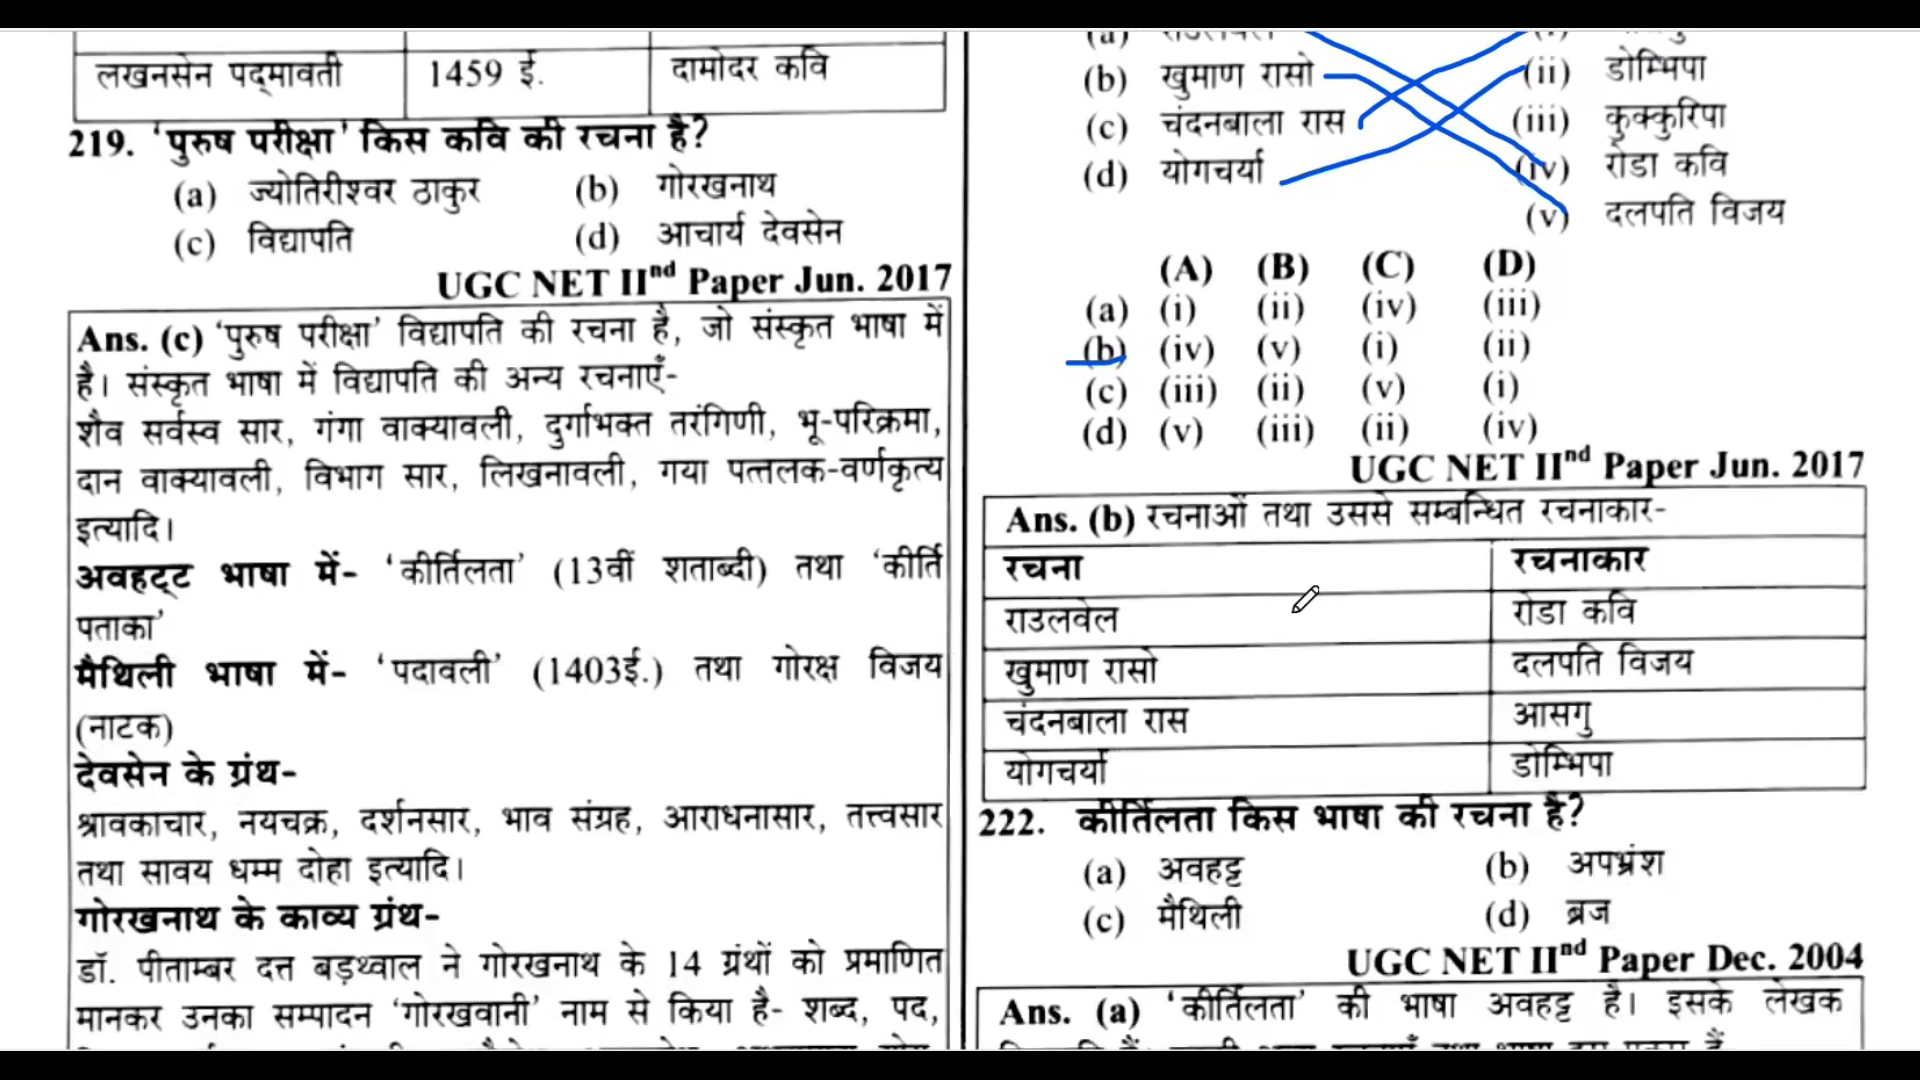 लखनसेन पद्मावती 1459 ई. दामोदर कवि
219. 'पुरुष परीक्षा' किस कवि की रचना है?
(a) ज्योतिरीश्वर ठाकुर (b) गोरखनाथ
(c) विद्यापति (d) आचार्य देवसेन
UGC NET IInd Paper Jun. 2017
Ans. (c) 'पुरुष परीक्षा' विद्यापति की रचना है, जो संस्कृत भाषा में
है। संस्कृत भाषा में विद्यापति की अन्य रचनाएँ-
शैव सर्वस्व सार, गंगा वाक्यावली, दुर्गाभक्त तरंगिणी, भू-परिक्रमा,
दान वाक्यावली, विभाग सार, लिखनावली, गया पत्तलक-वर्णकृत्य
इत्यादि।
अवहट्ट भाषा में- 'कीर्तिलता' (13वीं शताब्दी) तथा 'कीर्ति
पताका'
मैथिली भाषा में- 'पदावली' (1403ई.) तथा गोरक्ष विजय
(नाटक)
देवसेन के ग्रंथ-
श्रावकाचार, नयचक्र, दर्शनसार, भाव संग्रह, आराधनासार, तत्त्वसार
तथा सावय धम्म दोहा इत्यादि।
गोरखनाथ के काव्य ग्रंथ-
डॉ. पीताम्बर दत्त बड़थ्वाल ने गोरखनाथ के 14 ग्रंथों को प्रमाणित
मानकर उनका सम्पादन 'गोरखवानी' नाम से किया है- शब्द, पद,
(b) खुमाण रासो (ii) डोम्भिपा
(c) चंदनबाला रास (iii) कुक्कुरिपा
(d) योगचर्या (iv) रोडा कवि
(v) दलपति विजय
(A) (B) (C) (D)
(a) (i) (ii) (iv) (iii)
(b) (iv) (v) (i) (ii)
(c) (iii) (ii) (v) (i)
(d) (v) (iii) (ii) (iv)
UGC NET IInd Paper Jun. 2017
Ans. (b) रचनाओं तथा उससे सम्बन्धित रचनाकार-
रचना रचनाकार
राउलवेल रोडा कवि
खुमाण रासो दलपति विजय
चंदनबाला रास आसगु
योगचर्या डोम्भिपा
222. कीर्तिलता किस भाषा की रचना है?
(a) अवहट्ट (b) अपभ्रंश
(c) मैथिली (d) ब्रज
UGC NET IInd Paper Dec. 2004
Ans. (a) 'कीर्तिलता' की भाषा अवहट्ट है। इसके लेखक